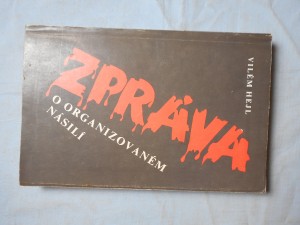 VILÉM HEJL
ZPRÁVA
O ORGANIZOVANÉM
NÁSILÍ